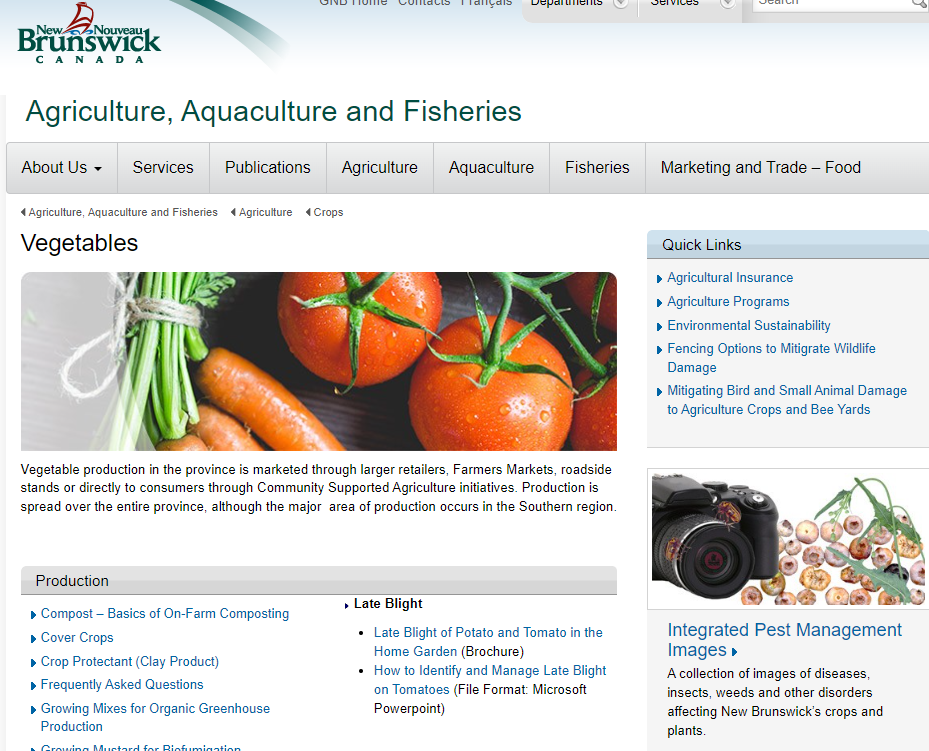 GNB Home Contacts Français Departments Services Search
New Nouveau
Brunswick
CANADA
Agriculture, Aquaculture and Fisheries
About Us Services Publications Agriculture Aquaculture Fisheries Marketing and Trade – Food
Agriculture, Aquaculture and Fisheries Agriculture Crops
Vegetables
Vegetable production in the province is marketed through larger retailers, Farmers Markets, roadside
stands or directly to consumers through Community Supported Agriculture initiatives. Production is
spread over the entire province, although the major area of production occurs in the Southern region.
Production
Compost – Basics of On-Farm Composting
Cover Crops
Crop Protectant (Clay Product)
Frequently Asked Questions
Growing Mixes for Organic Greenhouse
Production
Growing Mustard for Biofumigation
Late Blight
Late Blight of Potato and Tomato in the
Home Garden (Brochure)
How to Identify and Manage Late Blight
on Tomatoes (File Format: Microsoft
Powerpoint)
Quick Links
Agricultural Insurance
Agriculture Programs
Environmental Sustainability
Fencing Options to Mitigrate Wildlife
Damage
Mitigating Bird and Small Animal Damage
to Agriculture Crops and Bee Yards
Integrated Pest Management
Images
A collection of images of diseases,
insects, weeds and other disorders
affecting New Brunswick's crops and
plants.